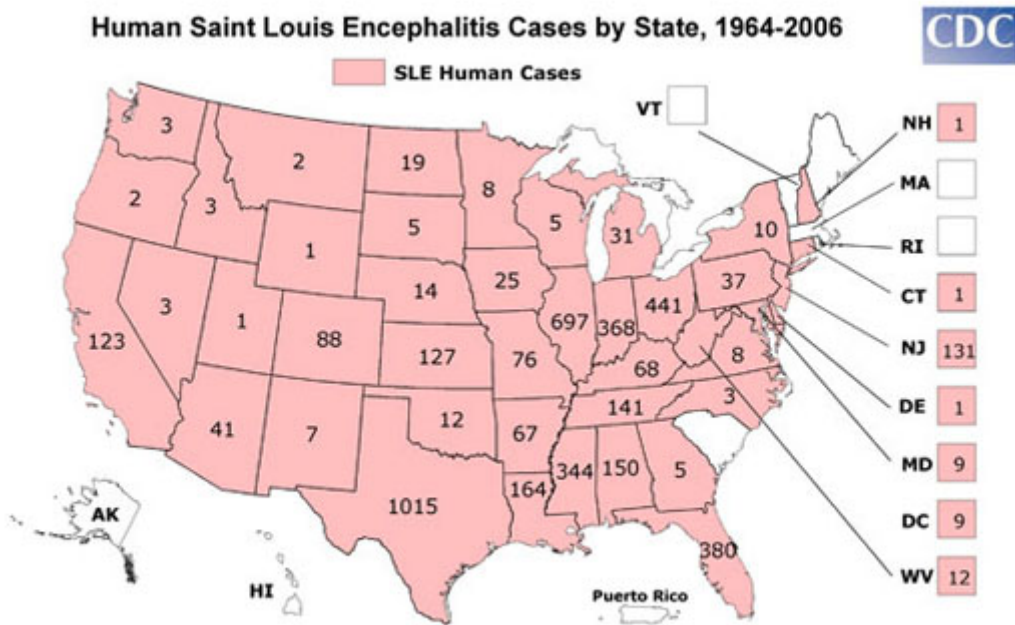 Human Saint Louis Encephalitis Cases by State, 1964-2006
CDC
SLE Human Cases
VT
NH 1
MA
RI
CT 1
NJ 131
DE 1
MD 9
DC 9
WV 12
3
2
19
8
2
3
5
5
31
10
1
14
25
37
3
1
88
697
368
441
123
127
76
68
8
141
3
41
7
12
67
344
150
5
164
1015
380
AK
HI
Puerto Rico